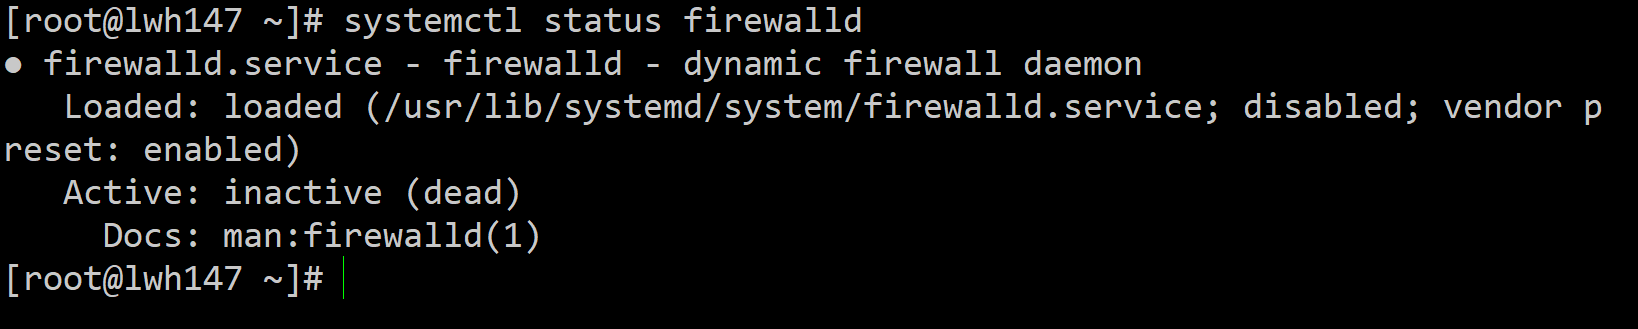 [root@lwh147 ~]# systemctl status firewalld
● firewalld.service - firewalld - dynamic firewall daemon
   Loaded: loaded (/usr/lib/systemd/system/firewalld.service; disabled; vendor p
reset: enabled)
   Active: inactive (dead)
     Docs: man:firewalld(1)
[root@lwh147 ~]#